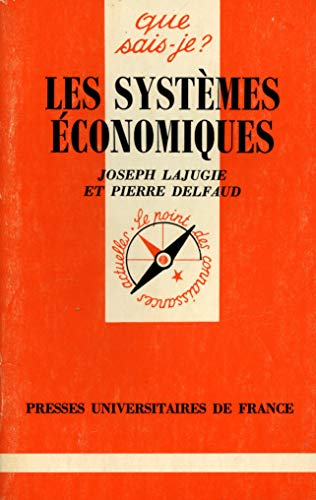 que
sais-je?
LES SYSTÈMES
ÉCONOMIQUES
JOSEPH LAJUGIE
ET PIERRE DELFAUD
Le point des connaissances actuelles
PRESSES UNIVERSITAIRES DE FRANCE